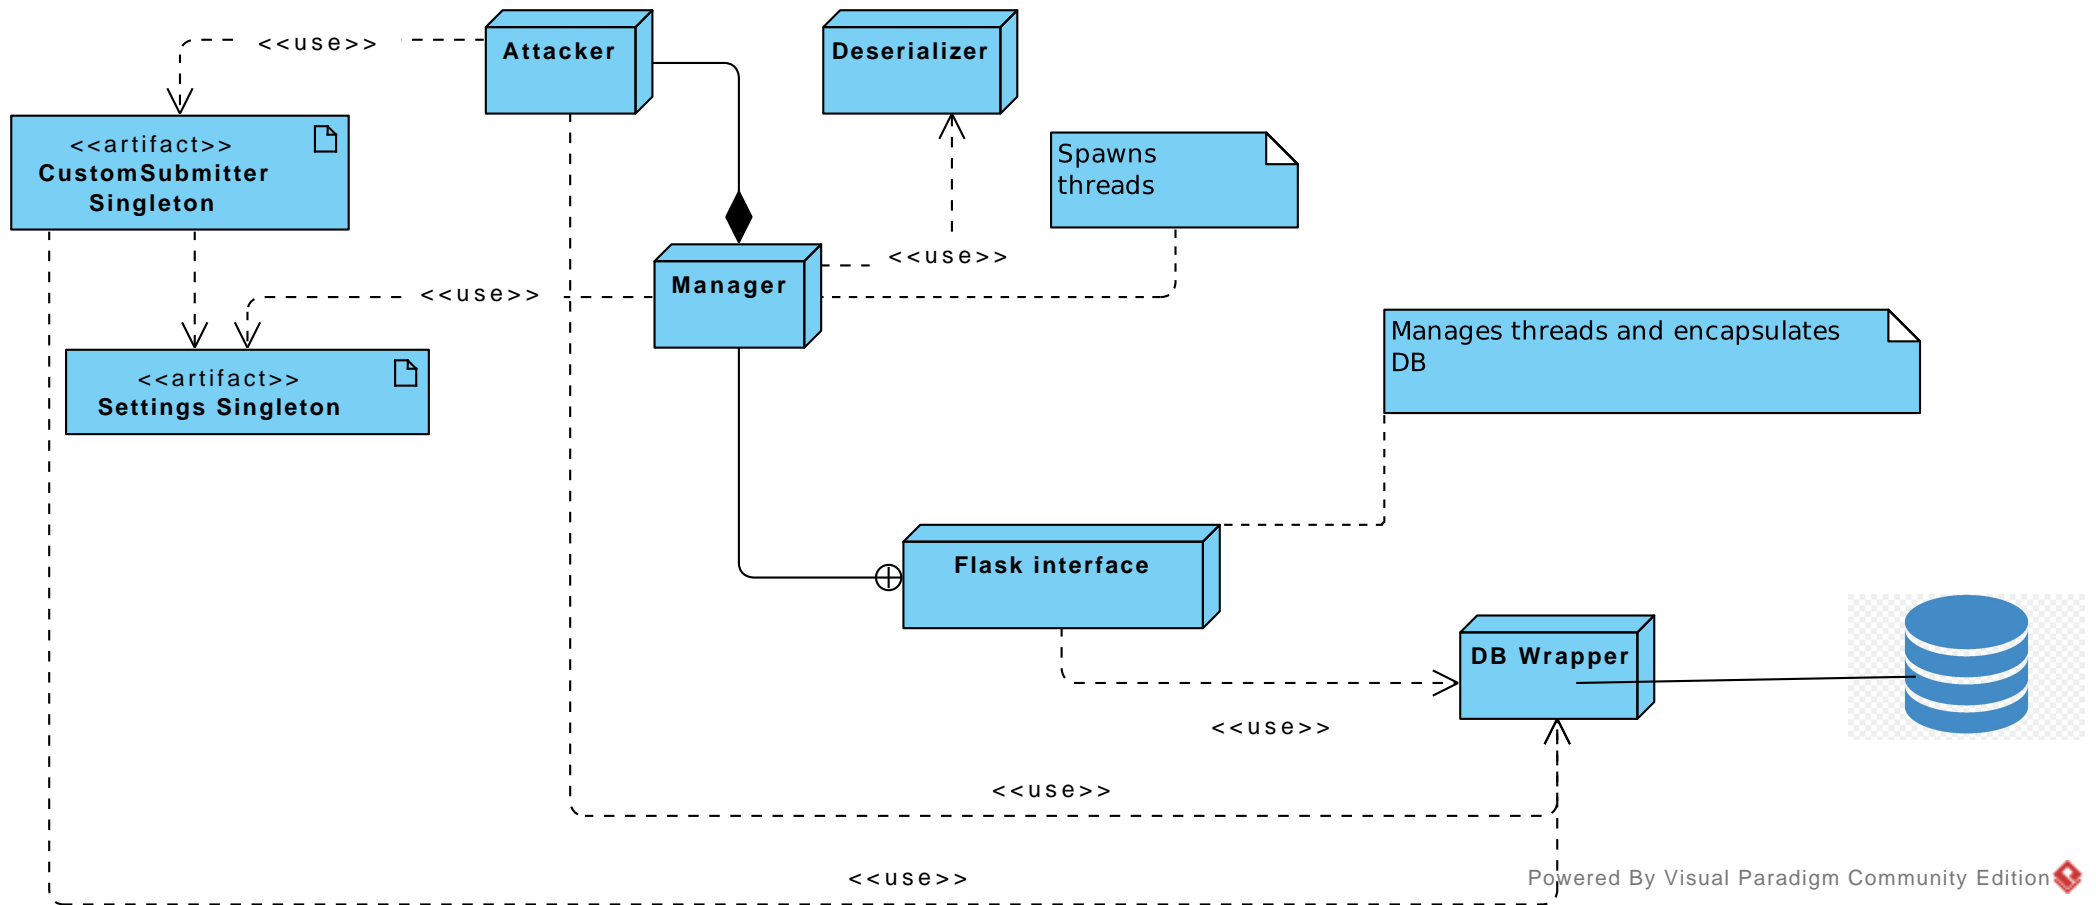 <<use>>
Attacker
Deserializer
<<artifact>>
CustomSubmitter
Singleton
Spawns
threads
<<use>>
<<use>>
Manager
Manages threads and encapsulates
DB
<<artifact>>
Settings Singleton
Flask interface
DB Wrapper
<<use>>
<<use>>
<<use>>
Powered By Visual Paradigm Community Edition